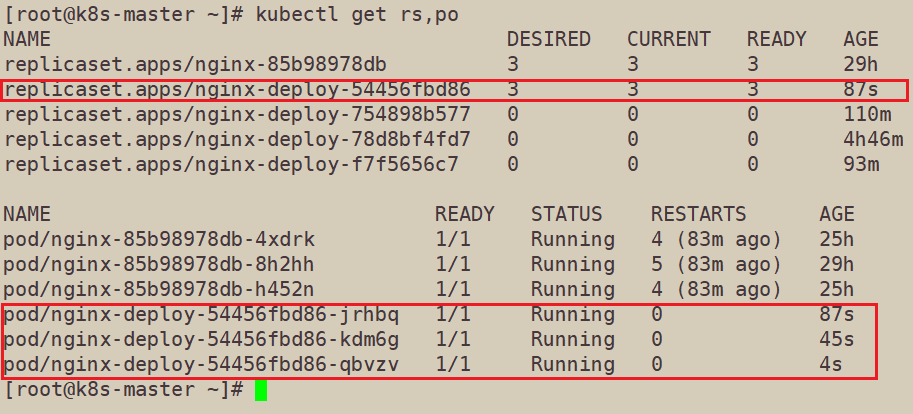 [root@k8s-master ~]# kubectl get rs,po
NAME DESIRED CURRENT READY AGE
replicaset.apps/nginx-85b98978db 3 3 3 29h
replicaset.apps/nginx-deploy-54456fbd86 3 3 3 87s
replicaset.apps/nginx-deploy-754898b577 0 0 0 110m
replicaset.apps/nginx-deploy-78d8bf4fd7 0 0 0 4h46m
replicaset.apps/nginx-deploy-f7f5656c7 0 0 0 93m
NAME READY STATUS RESTARTS AGE
pod/nginx-85b98978db-4xdrk 1/1 Running 4 (83m ago) 25h
pod/nginx-85b98978db-8h2hh 1/1 Running 5 (83m ago) 29h
pod/nginx-85b98978db-h452n 1/1 Running 4 (83m ago) 25h
pod/nginx-deploy-54456fbd86-jrhbq 1/1 Running 0 87s
pod/nginx-deploy-54456fbd86-kdm6g 1/1 Running 0 45s
pod/nginx-deploy-54456fbd86-qbvzv 1/1 Running 0 4s
[root@k8s-master ~]#